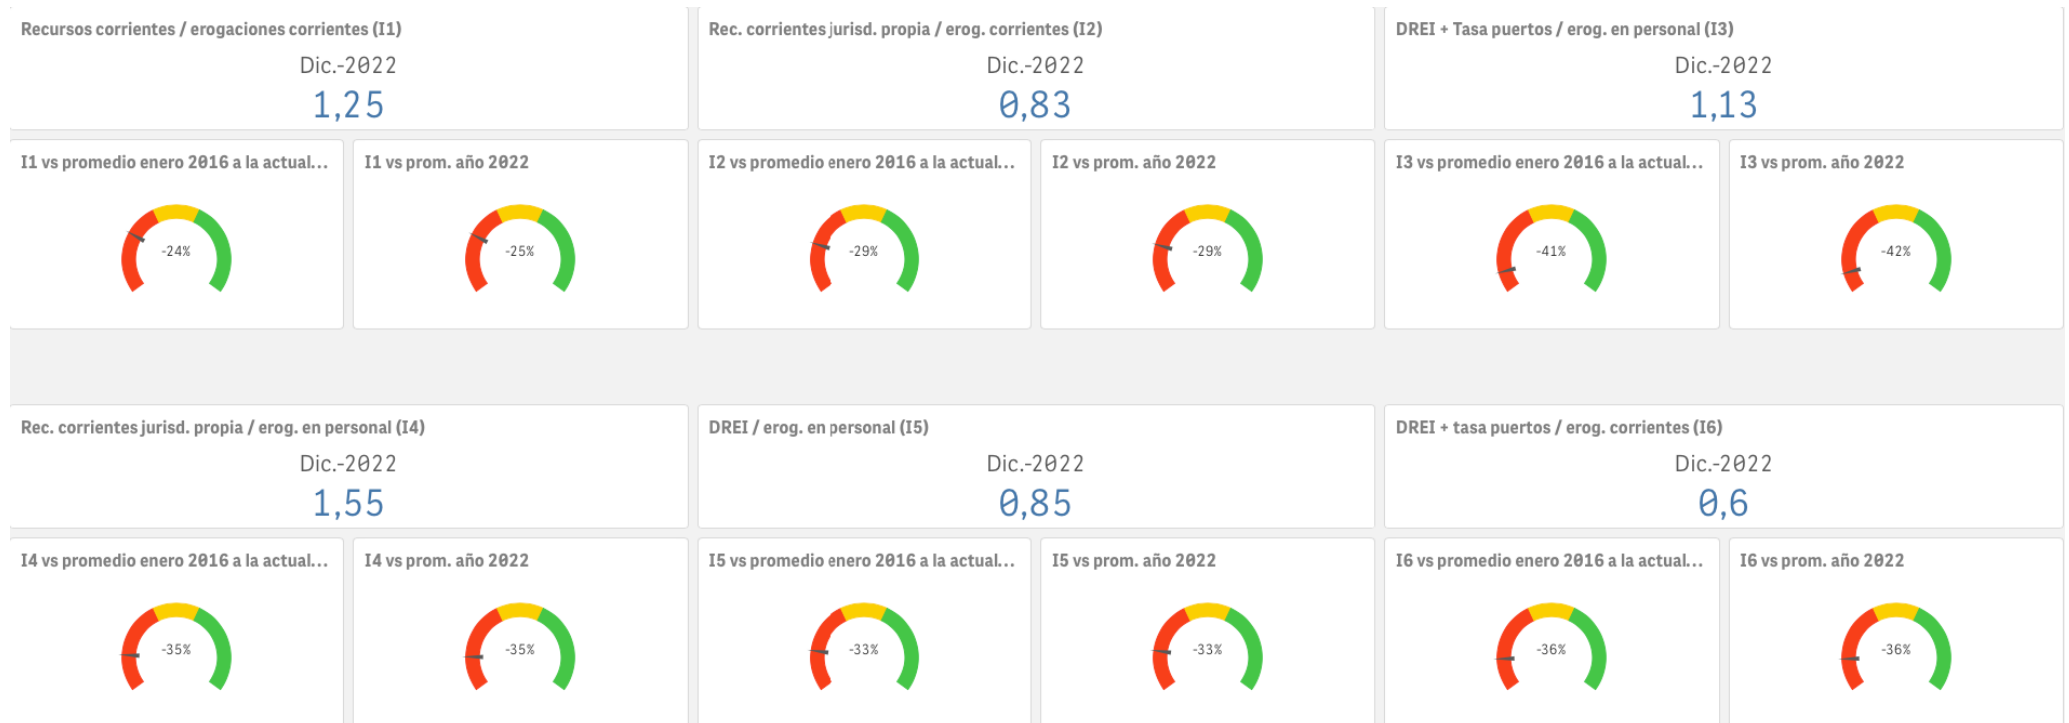 Recursos corrientes / erogaciones corrientes (I1)
Dic.-2022
1,25
Rec. corrientes jurisd. propia / erog. corrientes (I2)
Dic.-2022
0,83
DREI + Tasa puertos / erog. en personal (I3)
Dic.-2022
1,13
I1 vs promedio enero 2016 a la actual...
-24%
I1 vs prom. año 2022
-25%
I2 vs promedio enero 2016 a la actual...
-29%
I2 vs prom. año 2022
-29%
I3 vs promedio enero 2016 a la actual...
-41%
I3 vs prom. año 2022
-42%
Rec. corrientes jurisd. propia / erog. en personal (I4)
Dic.-2022
1,55
DREI / erog. en personal (I5)
Dic.-2022
0,85
DREI + tasa puertos / erog. corrientes (I6)
Dic.-2022
0,6
I4 vs promedio enero 2016 a la actual...
-35%
I4 vs prom. año 2022
-35%
I5 vs promedio enero 2016 a la actual...
-33%
I5 vs prom. año 2022
-33%
I6 vs promedio enero 2016 a la actual...
-36%
I6 vs prom. año 2022
-36%